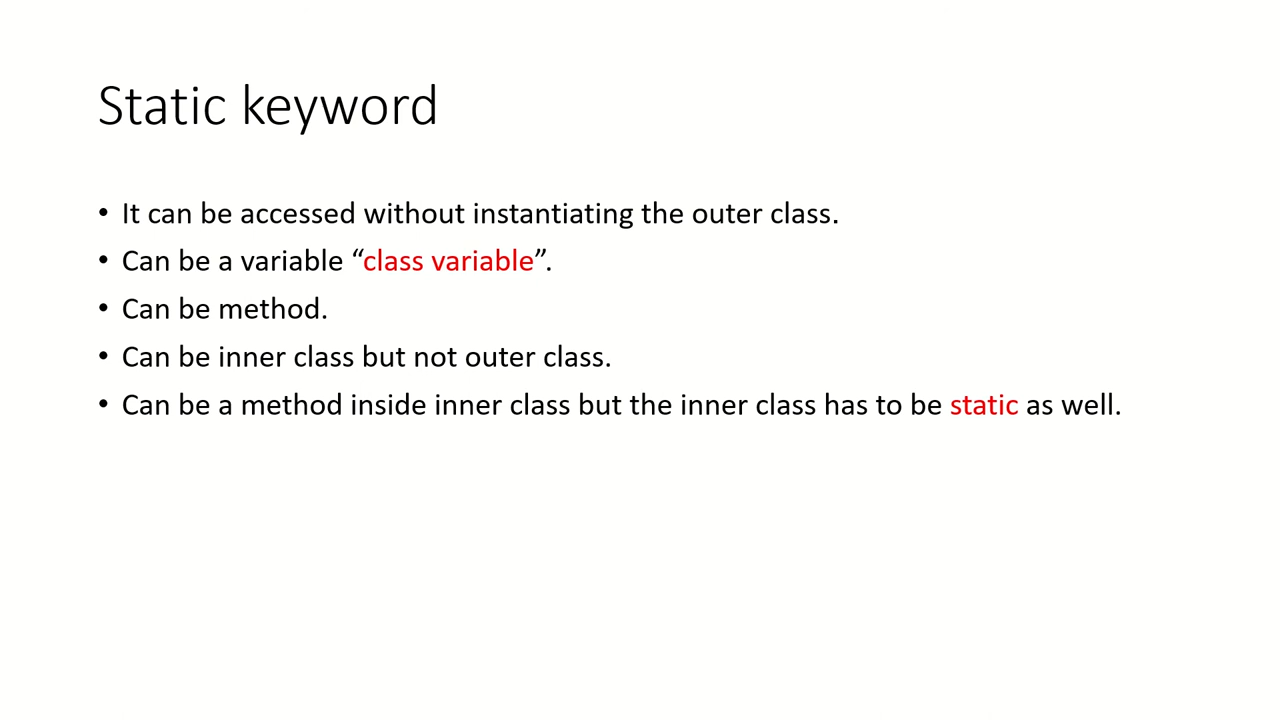 Static keyword
• It can be accessed without instantiating the outer class.
• Can be a variable “class variable”.
• Can be method.
• Can be inner class but not outer class.
• Can be a method inside inner class but the inner class has to be static as well.